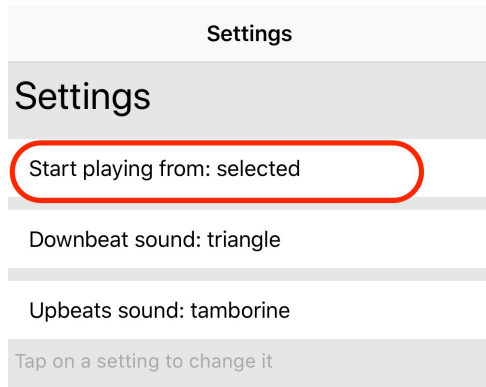 Settings
Settings
Start playing from: selected
Downbeat sound: triangle
Upbeats sound: tamborine
Tap on a setting to change it